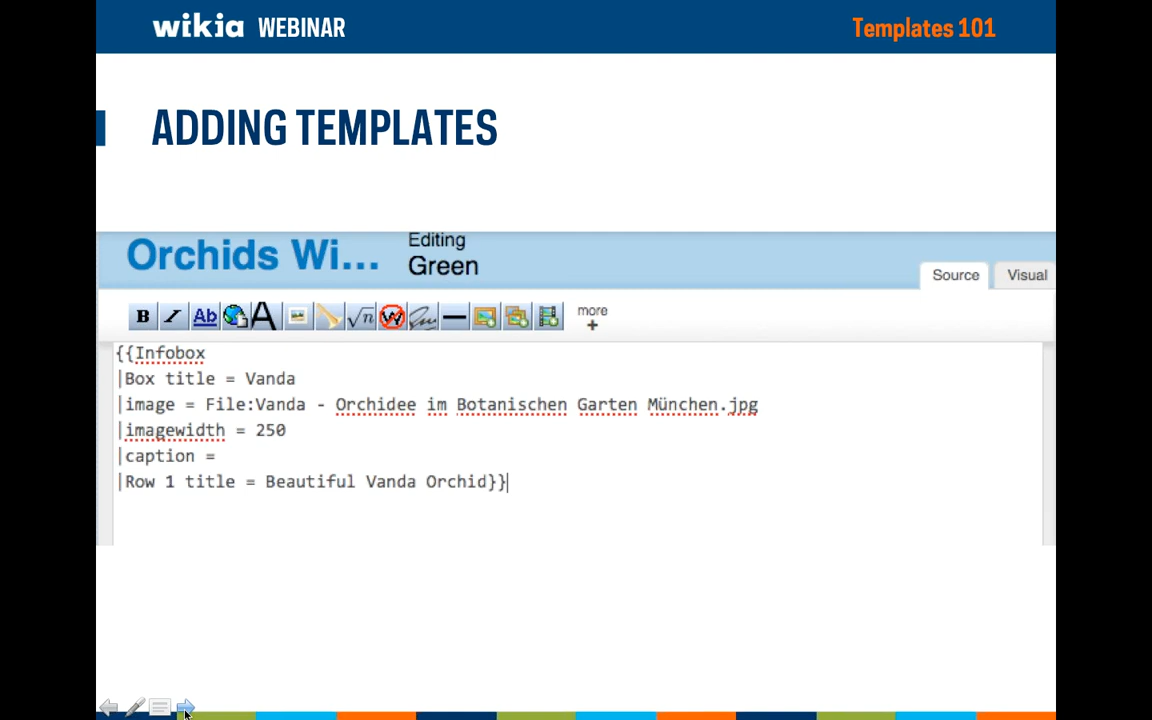 wikia WEBINAR
Templates 101
ADDING TEMPLATES
Orchids Wi...
Editing
Green
Source Visual
B I Ab A √n W more
+
{{Infobox
|Box title = Vanda
|image = File:Vanda - Orchidee im Botanischen Garten München.jpg
|imagewidth = 250
|caption =
|Row 1 title = Beautiful Vanda Orchid}}